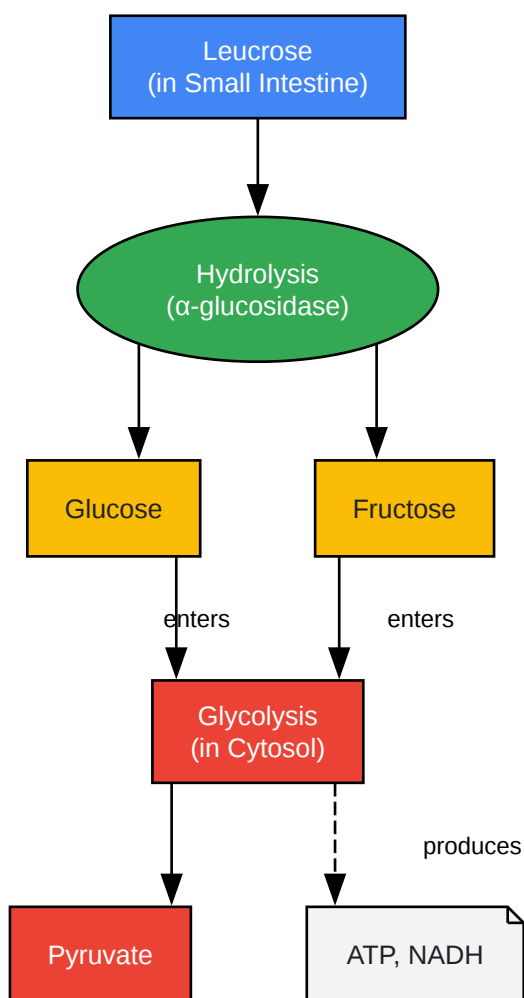 Leucrose
(in Small Intestine)
Hydrolysis
(α-glucosidase)
Glucose
Fructose
enters
enters
Glycolysis
(in Cytosol)
produces
Pyruvate
ATP, NADH